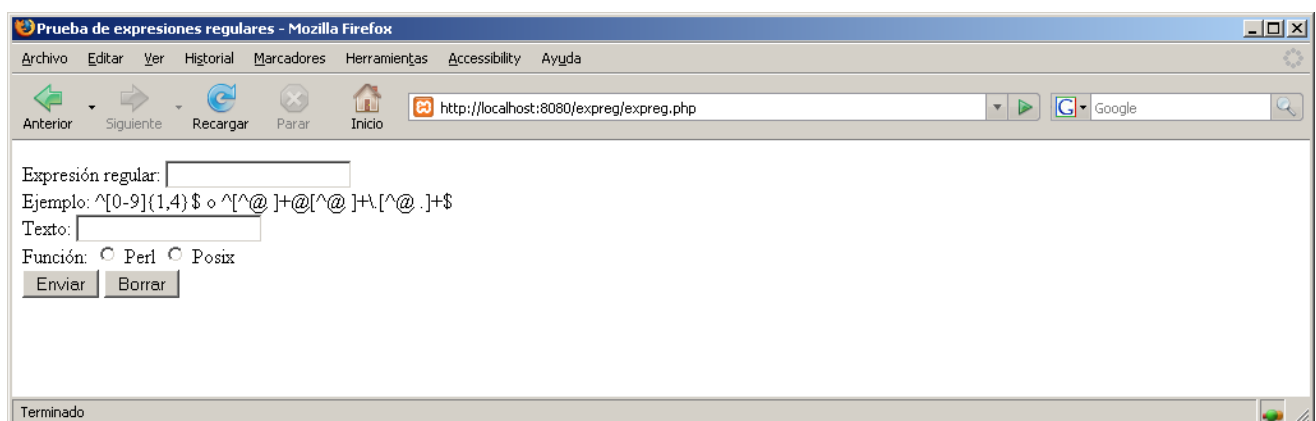 Prueba de expresiones regulares - Mozilla Firefox
Archivo Editar Ver Historial Marcadores Herramientas Accessibility Ayuda
Anterior Siguiente Recargar Parar Inicio http://localhost:8080/expreg/expreg.php G Google
Expresión regular:
Ejemplo: ^[0-9]{1,4}$ o ^[^@ ]+@[^@ ]+\.[^@ .]+$
Texto:
Función: Perl Posix
Enviar Borrar
Terminado